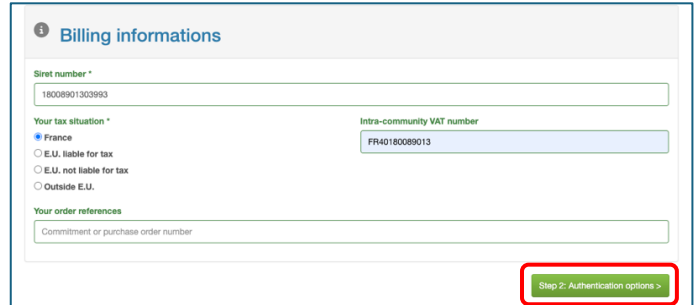 Billing informations
Siret number *
18008901303993
Your tax situation *
Intra-community VAT number
France
FR40180089013
E.U. liable for tax
E.U. not liable for tax
Outside E.U.
Your order references
Commitment or purchase order number
Step 2: Authentication options >